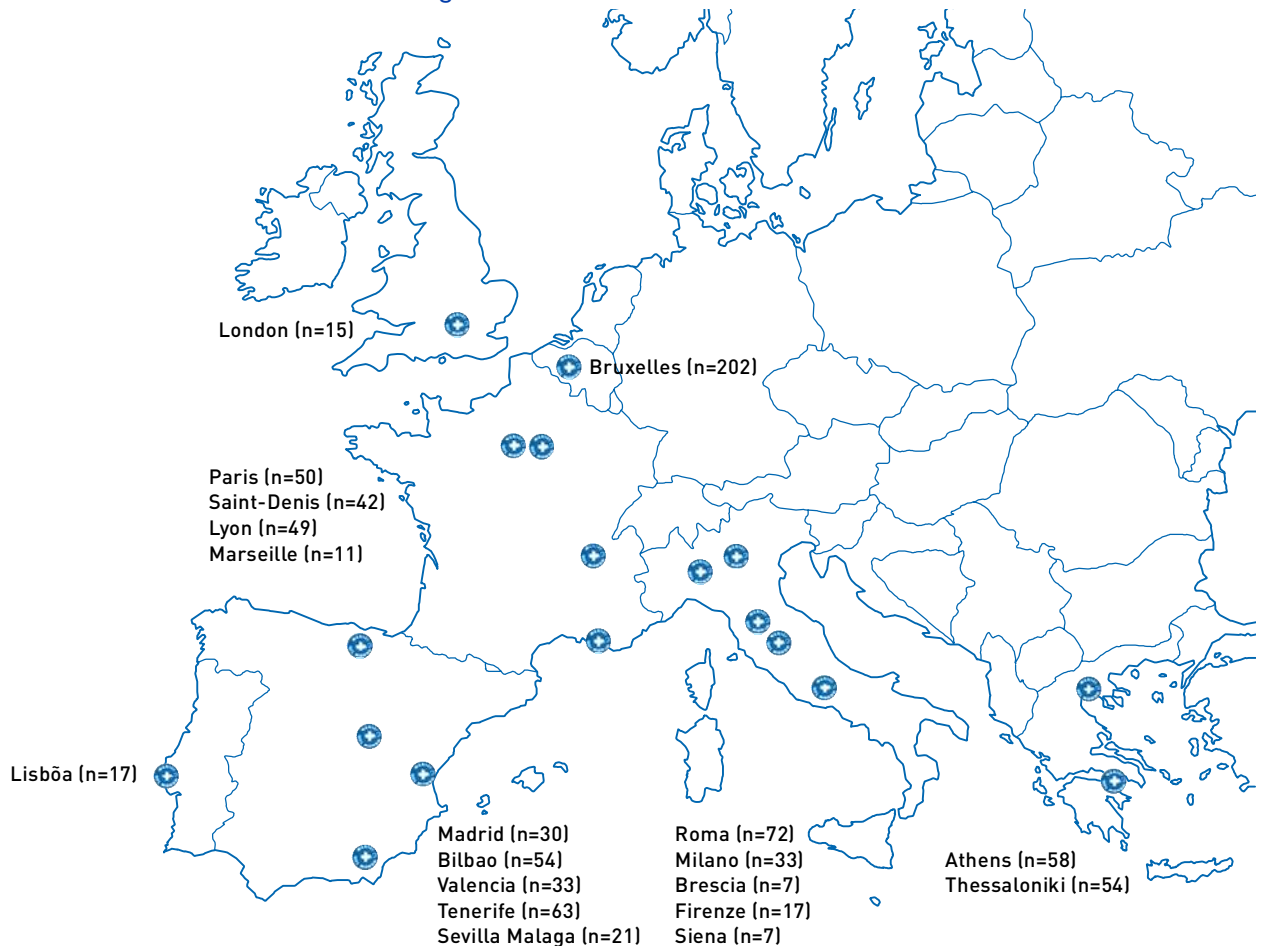 London (n=15)
Bruxelles (n=202)
Paris (n=50)
Saint-Denis (n=42)
Lyon (n=49)
Marseille (n=11)
Lisbõa (n=17)
Madrid (n=30)
Bilbao (n=54)
Valencia (n=33)
Tenerife (n=63)
Sevilla Malaga (n=21)
Roma (n=72)
Milano (n=33)
Brescia (n=7)
Firenze (n=17)
Siena (n=7)
Athens (n=58)
Thessaloniki (n=54)